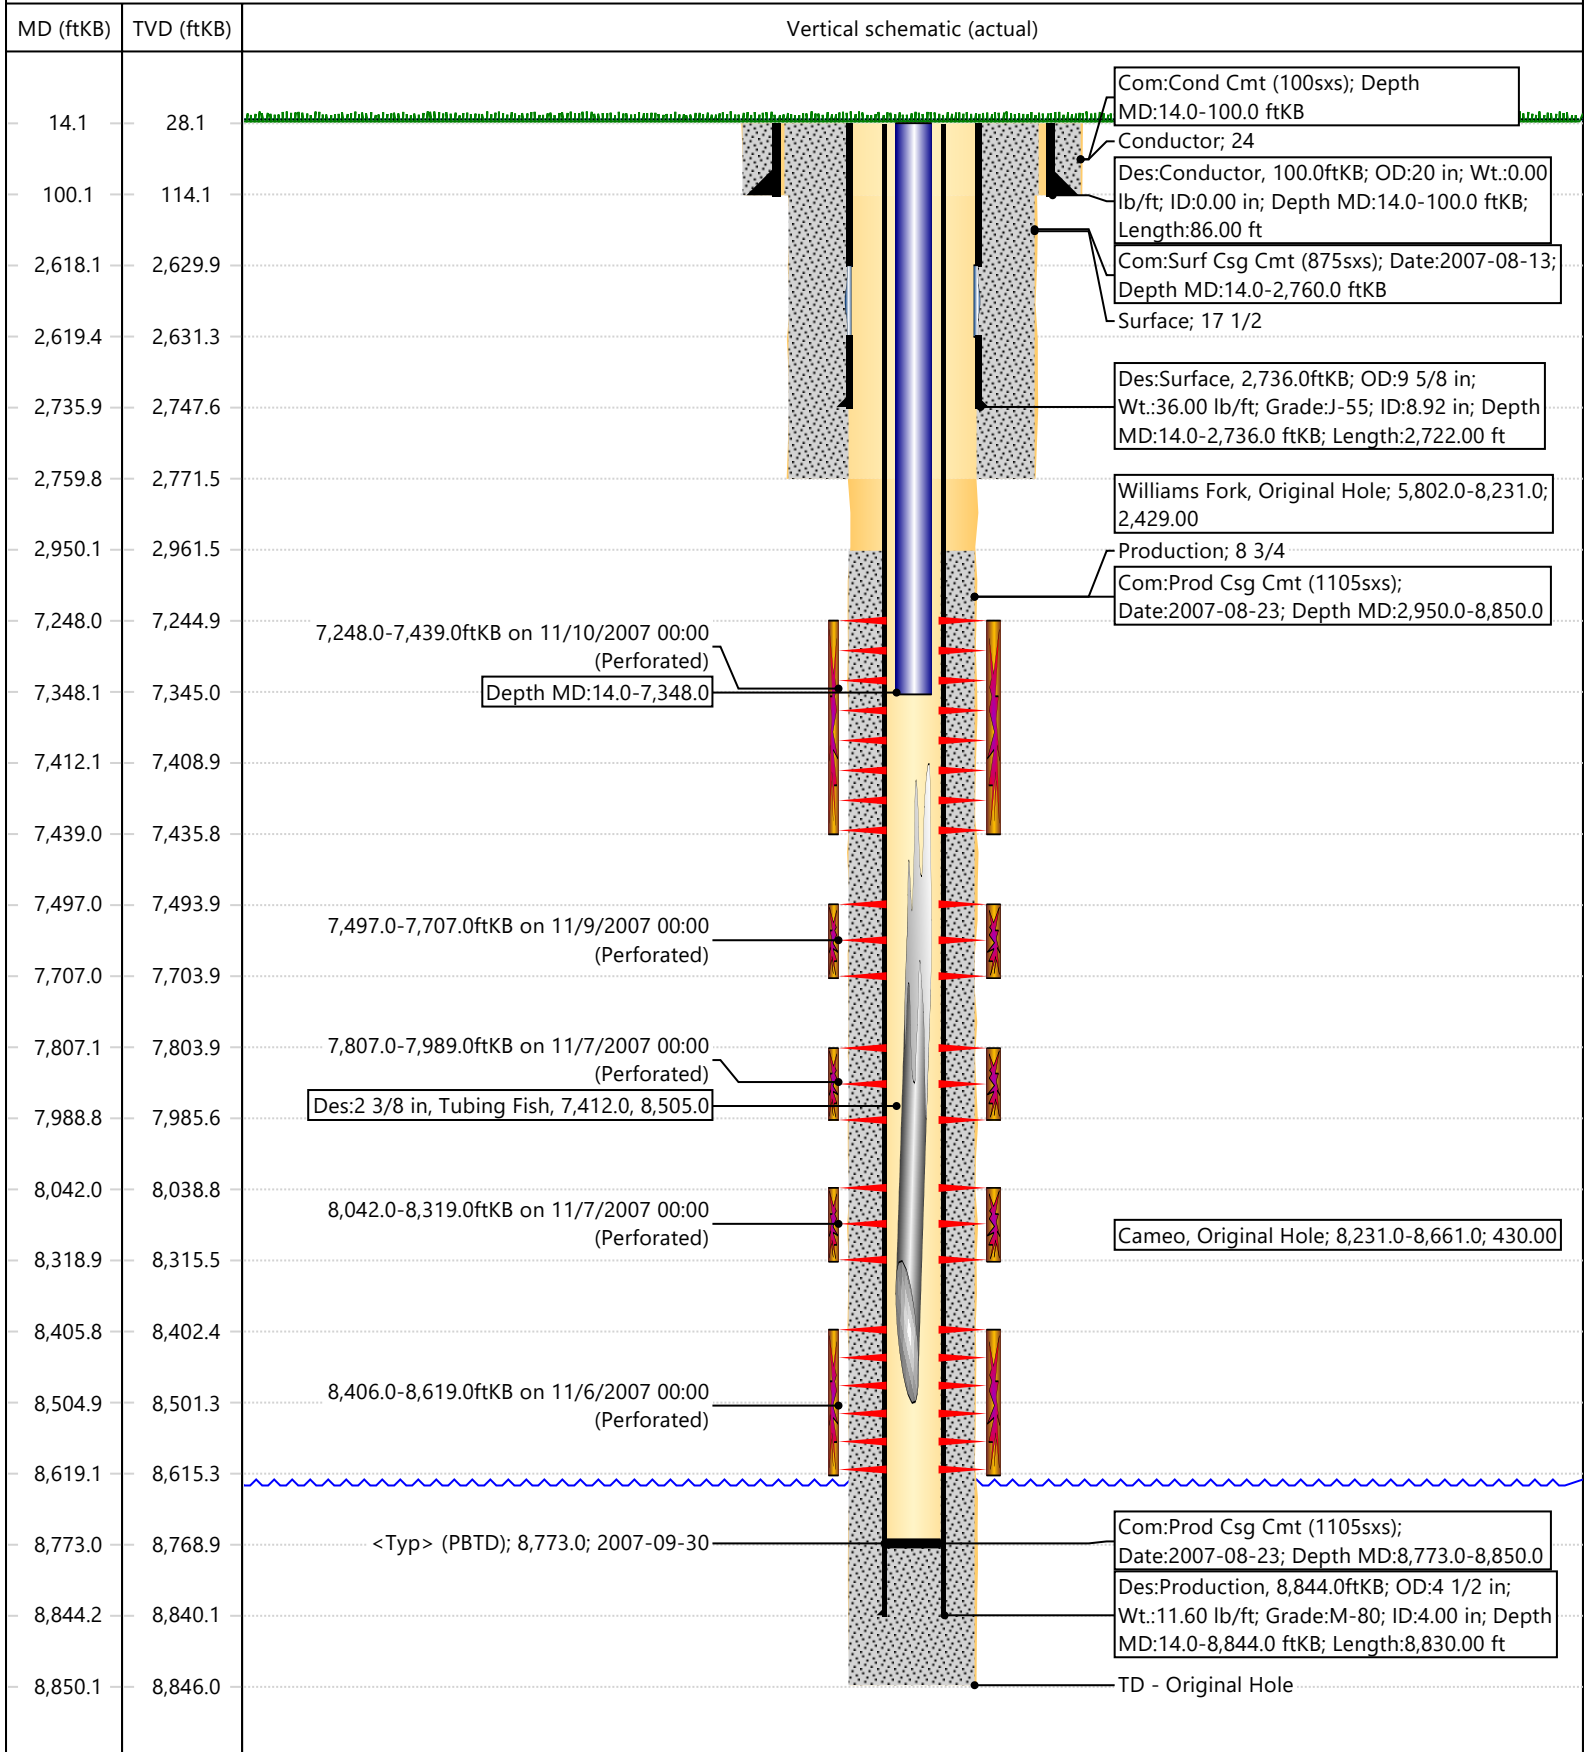 MD (ftKB)
TVD (ftKB)
Vertical schematic (actual)
14.1
28.1
100.1
114.1
2,618.1
2,629.9
2,619.4
2,631.3
2,735.9
2,747.6
2,759.8
2,771.5
2,950.1
2,961.5
7,248.0
7,244.9
7,348.1
7,345.0
7,412.1
7,408.9
7,439.0
7,435.8
7,497.0
7,493.9
7,707.0
7,703.9
7,807.1
7,803.9
7,988.8
7,985.6
8,042.0
8,038.8
8,318.9
8,315.5
8,405.8
8,402.4
8,504.9
8,501.3
8,619.1
8,615.3
8,773.0
8,768.9
8,844.2
8,840.1
8,850.1
8,846.0
7,248.0-7,439.0ftKB on 11/10/2007 00:00
(Perforated)
Depth MD:14.0-7,348.0
7,497.0-7,707.0ftKB on 11/9/2007 00:00
(Perforated)
7,807.0-7,989.0ftKB on 11/7/2007 00:00
(Perforated)
Des:2 3/8 in, Tubing Fish, 7,412.0, 8,505.0
8,042.0-8,319.0ftKB on 11/7/2007 00:00
(Perforated)
8,406.0-8,619.0ftKB on 11/6/2007 00:00
(Perforated)
<Typ> (PBTD); 8,773.0; 2007-09-30
Com:Cond Cmt (100sxs); Depth
MD:14.0-100.0 ftKB
Conductor; 24
Des:Conductor, 100.0ftKB; OD:20 in; Wt.:0.00
lb/ft; ID:0.00 in; Depth MD:14.0-100.0 ftKB;
Length:86.00 ft
Com:Surf Csg Cmt (875sxs); Date:2007-08-13;
Depth MD:14.0-2,760.0 ftKB
Surface; 17 1/2
Des:Surface, 2,736.0ftKB; OD:9 5/8 in;
Wt.:36.00 lb/ft; Grade:J-55; ID:8.92 in; Depth
MD:14.0-2,736.0 ftKB; Length:2,722.00 ft
Williams Fork, Original Hole; 5,802.0-8,231.0;
2,429.00
Production; 8 3/4
Com:Prod Csg Cmt (1105sxs);
Date:2007-08-23; Depth MD:2,950.0-8,850.0
Cameo, Original Hole; 8,231.0-8,661.0; 430.00
Com:Prod Csg Cmt (1105sxs);
Date:2007-08-23; Depth MD:8,773.0-8,850.0
Des:Production, 8,844.0ftKB; OD:4 1/2 in;
Wt.:11.60 lb/ft; Grade:M-80; ID:4.00 in; Depth
MD:14.0-8,844.0 ftKB; Length:8,830.00 ft
TD - Original Hole